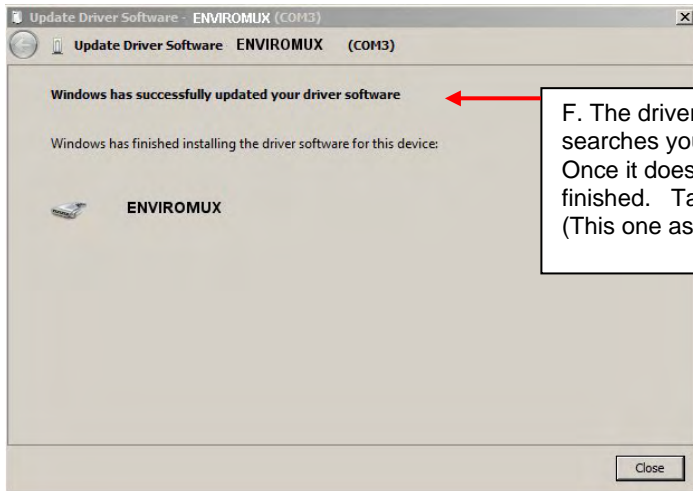 Update Driver Software - ENVIROMUX (COM3)
Update Driver Software ENVIROMUX (COM3)
Windows has successfully updated your driver software
Windows has finished installing the driver software for this device:
ENVIROMUX
F. The driver
searches you
Once it does
finished. Ta
(This one as
Close